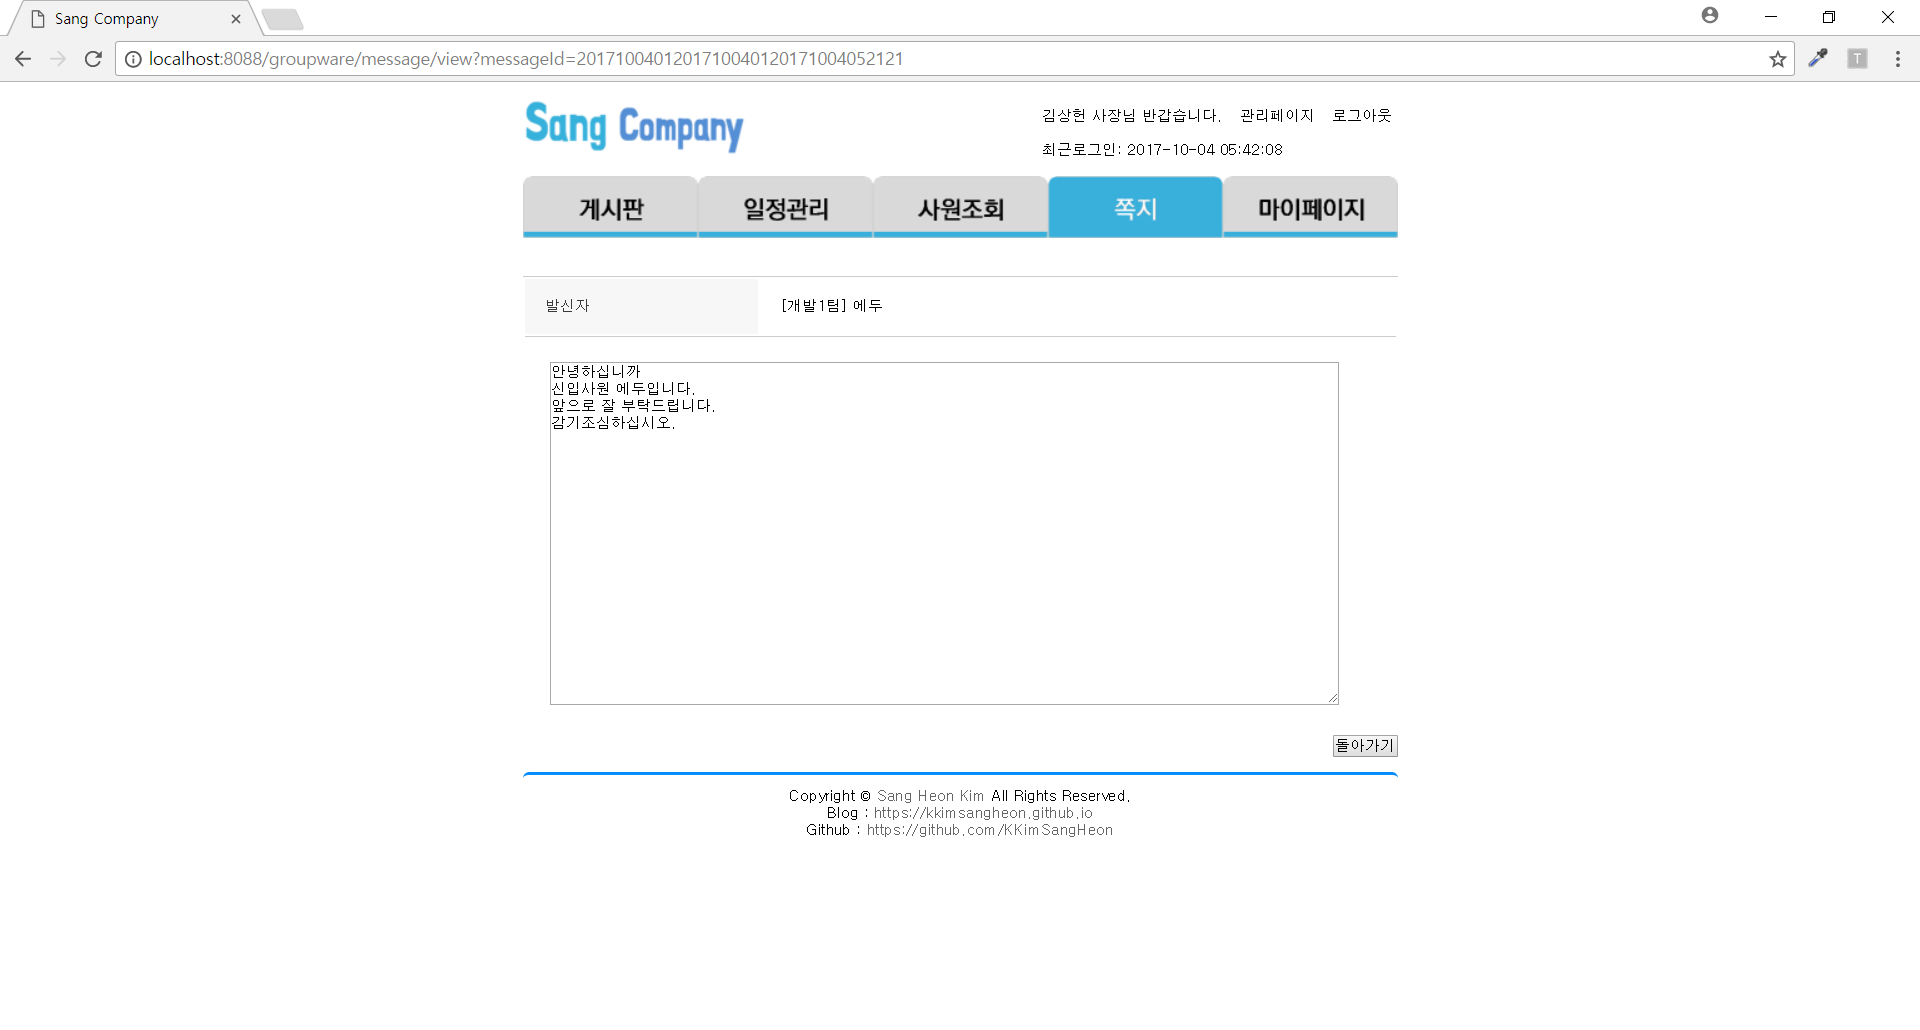 Sang Company
localhost:8088/groupware/message/view?messageId=20171004012017100401201710040521​21
Sang Company
김상헌 사장님 반갑습니다. 관리페이지 로그아웃
최근로그인: 2017-10-04 05:42:08
게시판 일정관리 사원조회 쪽지 마이페이지
발신자 [개발1팀] 에두
안녕하십니까
신입사원 에두입니다.
앞으로 잘 부탁드립니다.
감기조심하십시오.
돌아가기
Copyright © Sang Heon Kim All Rights Reserved.
Blog : https://kkimsangheon.github.io
Github : https://github.com/KKimSangHeon